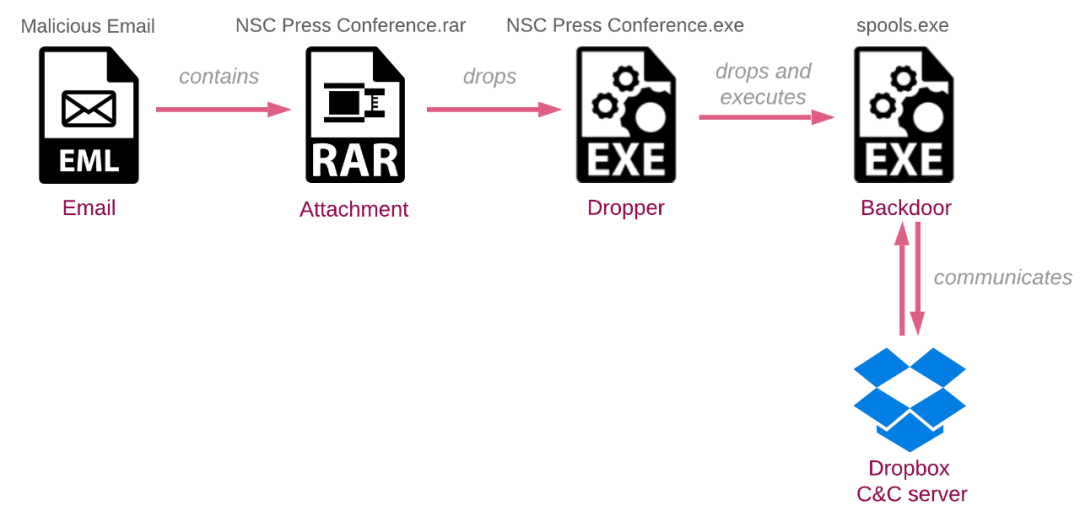 Malicious Email
NSC Press Conference.rar
NSC Press Conference.exe
spools.exe
contains
drops
drops and
executes
EML
RAR
EXE
EXE
Email
Attachment
Dropper
Backdoor
communicates
Dropbox
C&C server